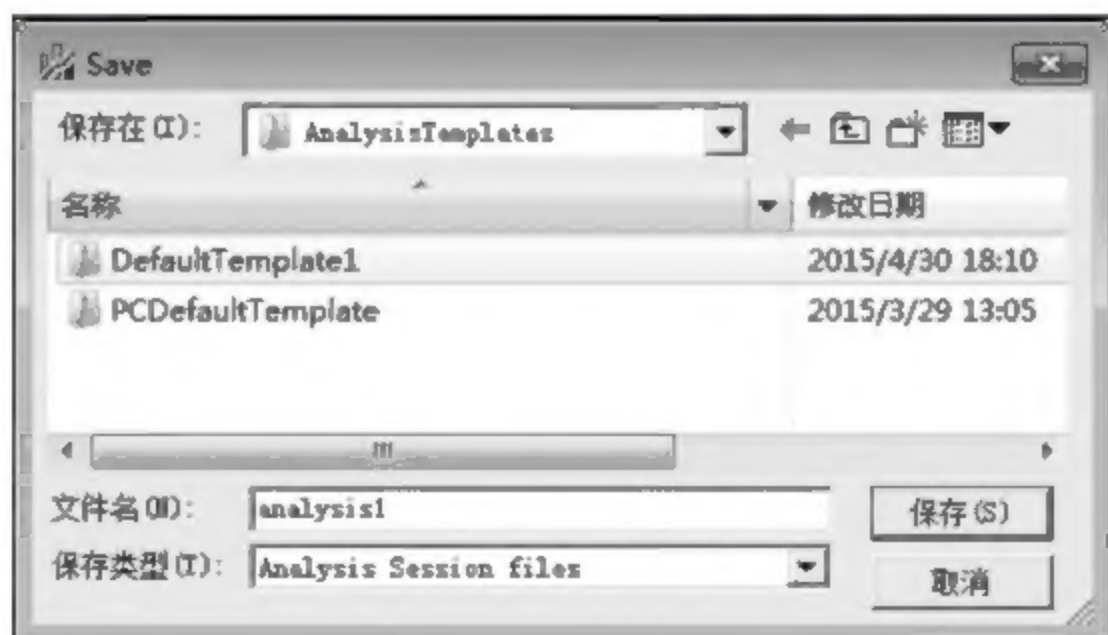 Save
保存在(I): AnalysisTemplates
名称 修改日期
DefaultTemplate1 2015/4/30 18:10
PCDefaultTemplate 2015/3/29 13:05
文件名(N): analysis1 保存(S)
保存类型(T): Analysis Session files
取消